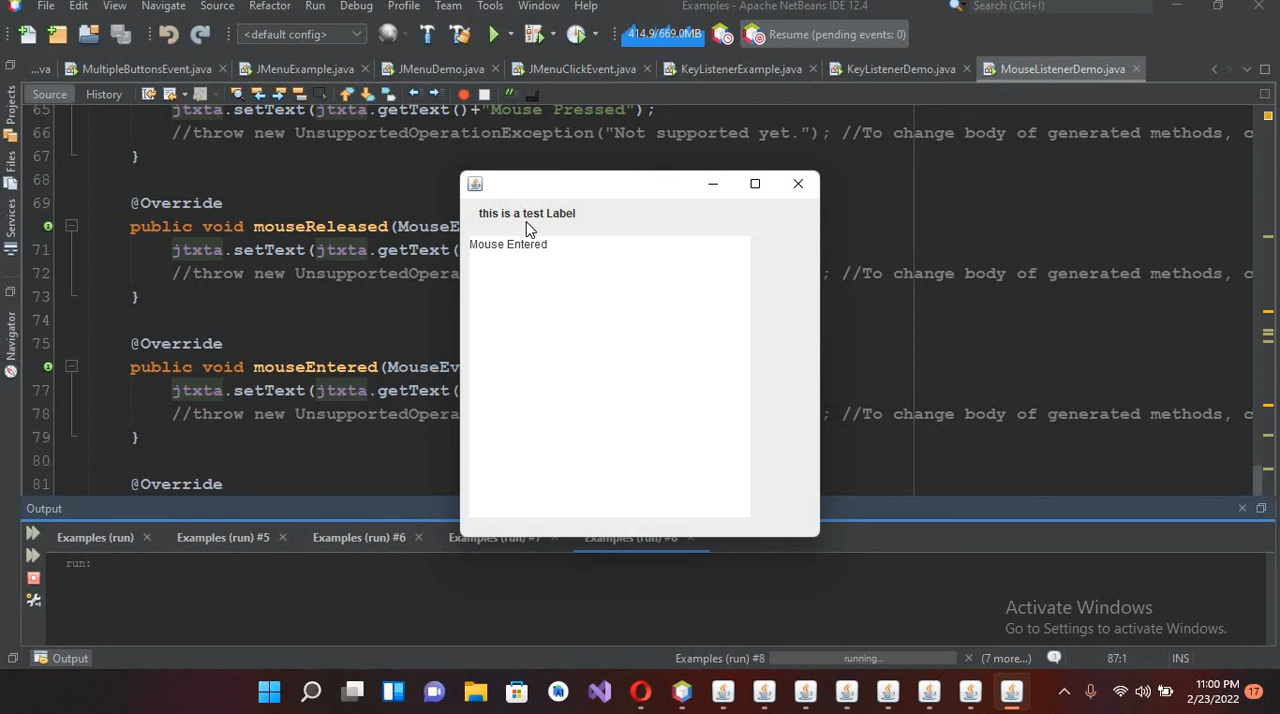 File Edit View Navigate Source Refactor Run Debug Profile Team Tools Window Help Examples - Apache NetBeans IDE 12.4 Search (Ctrl+I)
<default config> 414.9/669.0MB Resume (pending events: 0)
...va MultipleButtonsEvent.java JMenuExample.java JMenuDemo.java JMenuClickEvent.java KeyListenerExample.java KeyListenerDemo.java MouseListenerDemo.java
Source History
65 jtxta.setText(jtxta.getText()+"Mouse Pressed");
66 //throw new UnsupportedOperationException("Not supported yet."); //To change body of generated methods, c
67 }
68
@Override
public void mouseReleased(MouseE
71 jtxta.setText(jtxta.getText(
72 //throw new UnsupportedOpera ; //To change body of generated methods, c
73 }
74
75 @Override
public void mouseEntered(MouseEv
77 jtxta.setText(jtxta.getText(
78 //throw new UnsupportedOpera ; //To change body of generated methods, c
79 }
80
81 @Override
this is a test Label
Mouse Entered
Projects
Files
Services
Navigator
Output
Examples (run) Examples (run) #5 Examples (run) #6 Examples (run) #7 Examples (run) #8
run:
Activate Windows
Go to Settings to activate Windows.
Output Examples (run) #8 running... (7 more...) 87:1 INS
11:00 PM
2/23/2022
17